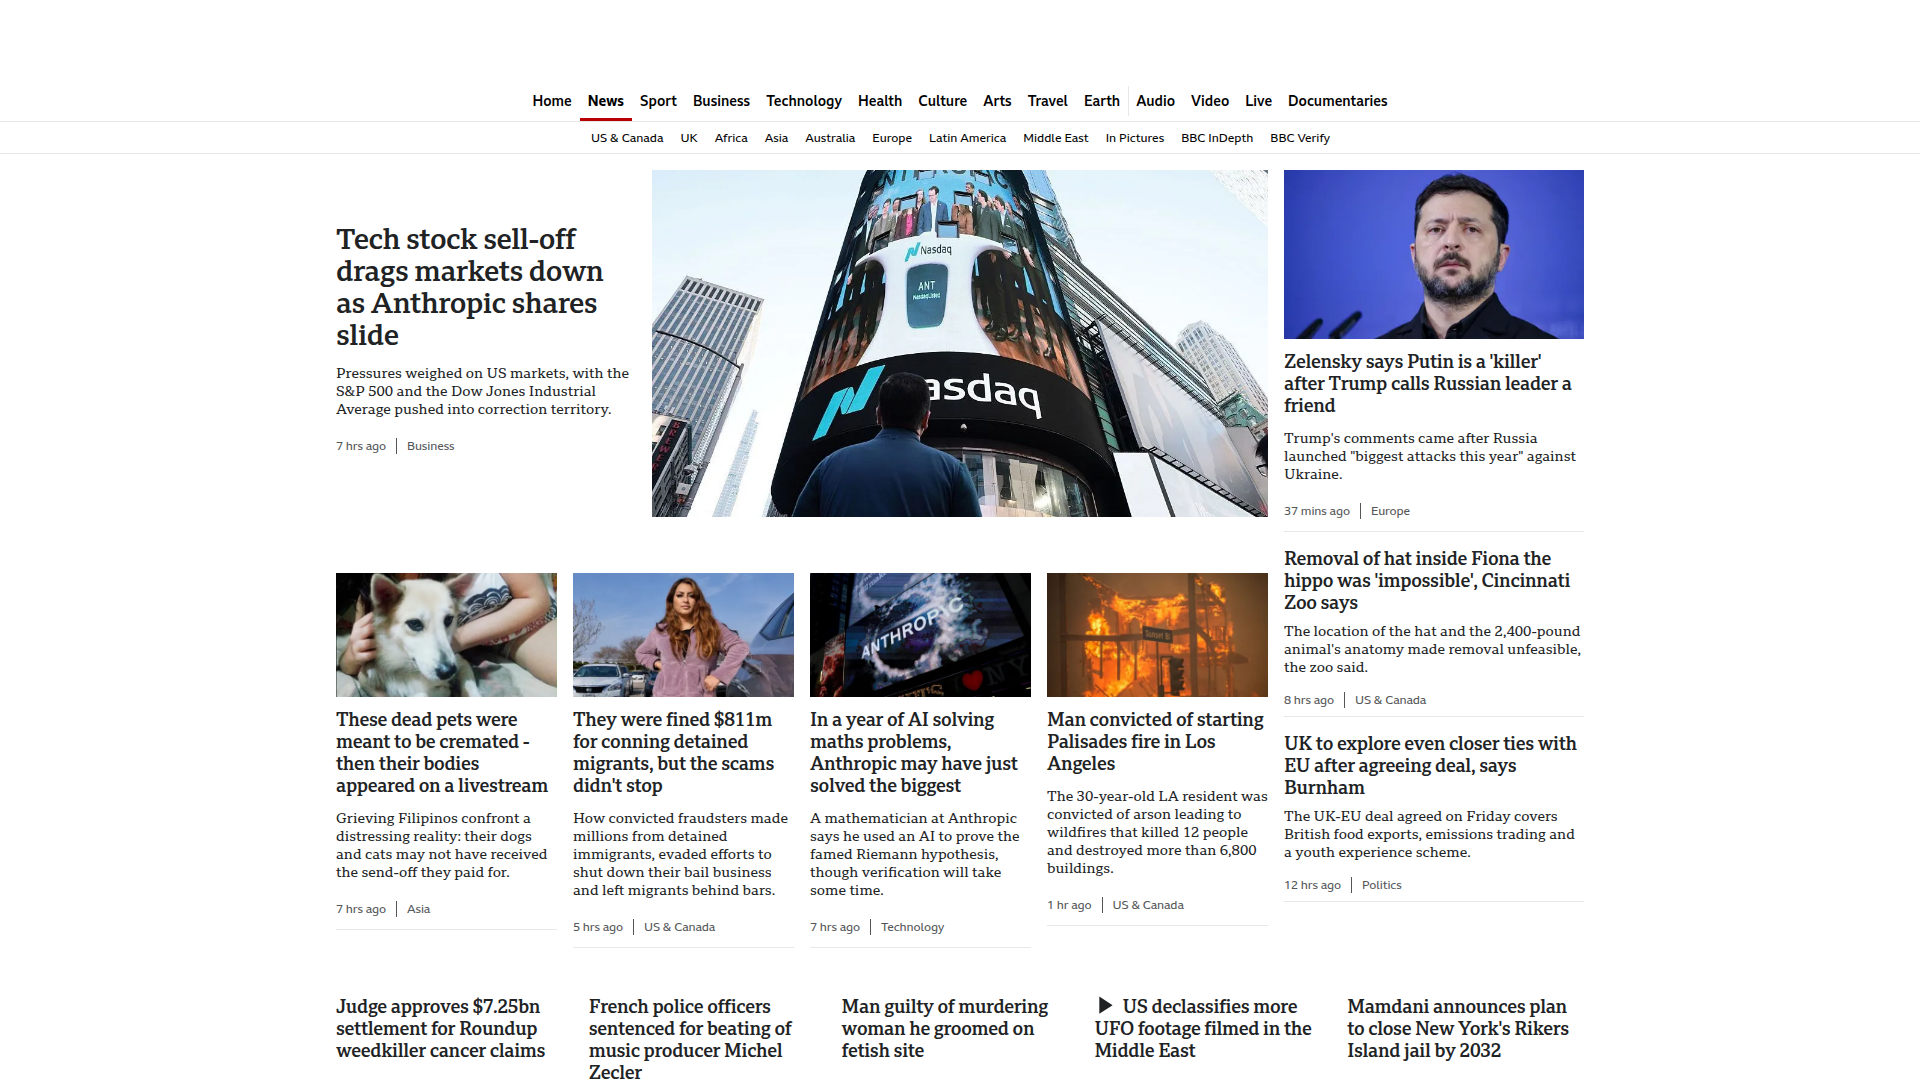 Home News Sport Business Technology Health Culture Arts Travel Earth Audio Video Live Documentaries
US & Canada UK Africa Asia Australia Europe Latin America Middle East In Pictures BBC InDepth BBC Verify
Tech stock sell-off
drags markets down
as Anthropic shares
slide
Pressures weighed on US markets, with the
S&P 500 and the Dow Jones Industrial
Average pushed into correction territory.
7 hrs ago Business
Nasdaq
ANT
asdaq
Zelensky says Putin is a 'killer'
after Trump calls Russian leader a
friend
Trump's comments came after Russia
launched "biggest attacks this year" against
Ukraine.
37 mins ago Europe
Removal of hat inside Fiona the
hippo was 'impossible', Cincinnati
Zoo says
The location of the hat and the 2,400-pound
animal's anatomy made removal unfeasible,
the zoo said.
8 hrs ago US & Canada
UK to explore even closer ties with
EU after agreeing deal, says
Burnham
The UK-EU deal agreed on Friday covers
British food exports, emissions trading and
a youth experience scheme.
12 hrs ago Politics
These dead pets were
meant to be cremated -
then their bodies
appeared on a livestream
Grieving Filipinos confront a
distressing reality: their dogs
and cats may not have received
the send-off they paid for.
7 hrs ago Asia
They were fined $811m
for conning detained
migrants, but the scams
didn't stop
How convicted fraudsters made
millions from detained
immigrants, evaded efforts to
shut down their bail business
and left migrants behind bars.
5 hrs ago US & Canada
ANTHROPIC
In a year of AI solving
maths problems,
Anthropic may have just
solved the biggest
A mathematician at Anthropic
says he used an AI to prove the
famed Riemann hypothesis,
though verification will take
some time.
7 hrs ago Technology
Sunset Bl
Man convicted of starting
Palisades fire in Los
Angeles
The 30-year-old LA resident was
convicted of arson leading to
wildfires that killed 12 people
and destroyed more than 6,800
buildings.
1 hr ago US & Canada
Judge approves $7.25bn
settlement for Roundup
weedkiller cancer claims
French police officers
sentenced for beating of
music producer Michel
Zecler
Man guilty of murdering
woman he groomed on
fetish site
US declassifies more
UFO footage filmed in the
Middle East
Mamdani announces plan
to close New York's Rikers
Island jail by 2032